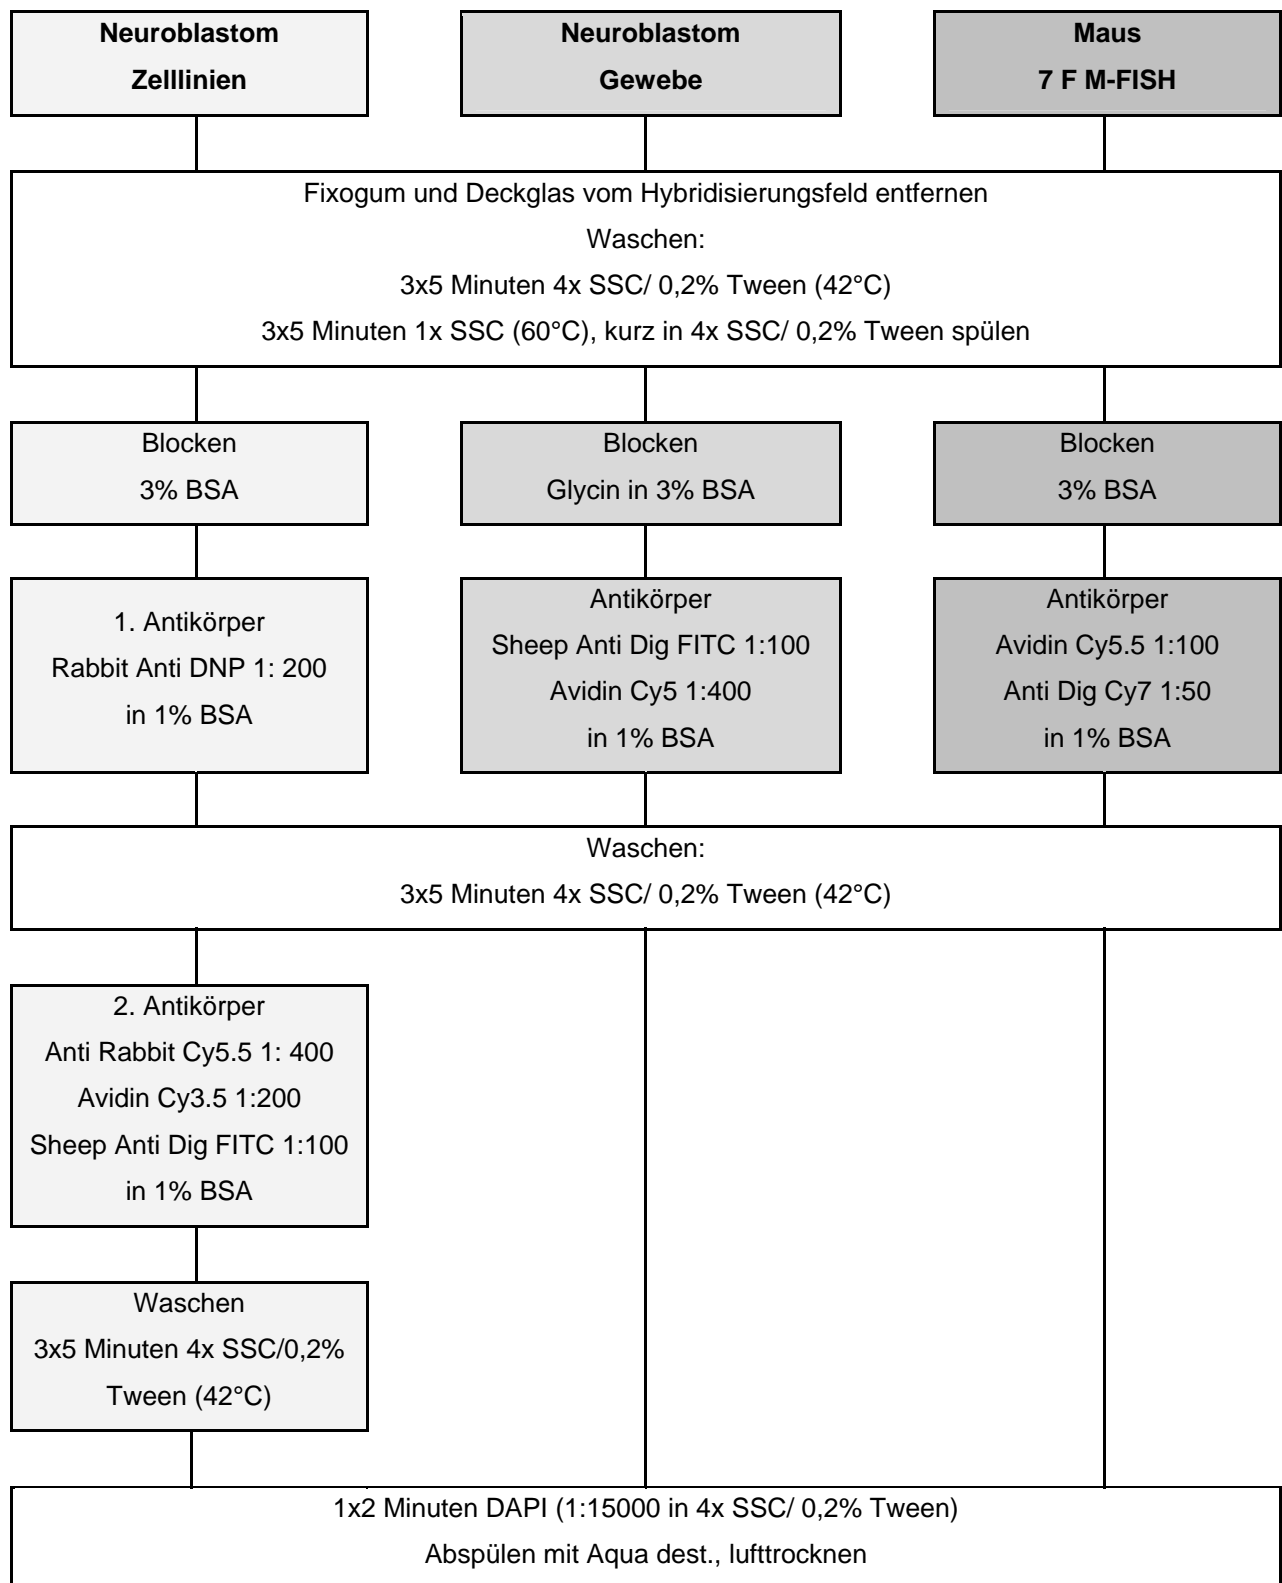 Neuroblastom
Zelllinien
Neuroblastom
Gewebe
Maus
7 F M-FISH
Fixogum und Deckglas vom Hybridisierungsfeld entfernen
Waschen:
3x5 Minuten 4x SSC/ 0,2% Tween (42°C)
3x5 Minuten 1x SSC (60°C), kurz in 4x SSC/ 0,2% Tween spülen
Blocken
3% BSA
Blocken
Glycin in 3% BSA
Blocken
3% BSA
1. Antikörper
Rabbit Anti DNP 1: 200
in 1% BSA
Antikörper
Sheep Anti Dig FITC 1:100
Avidin Cy5 1:400
in 1% BSA
Antikörper
Avidin Cy5.5 1:100
Anti Dig Cy7 1:50
in 1% BSA
Waschen:
3x5 Minuten 4x SSC/ 0,2% Tween (42°C)
2. Antikörper
Anti Rabbit Cy5.5 1: 400
Avidin Cy3.5 1:200
Sheep Anti Dig FITC 1:100
in 1% BSA
Waschen
3x5 Minuten 4x SSC/0,2%
Tween (42°C)
1x2 Minuten DAPI (1:15000 in 4x SSC/ 0,2% Tween)
Abspülen mit Aqua dest., lufttrocknen